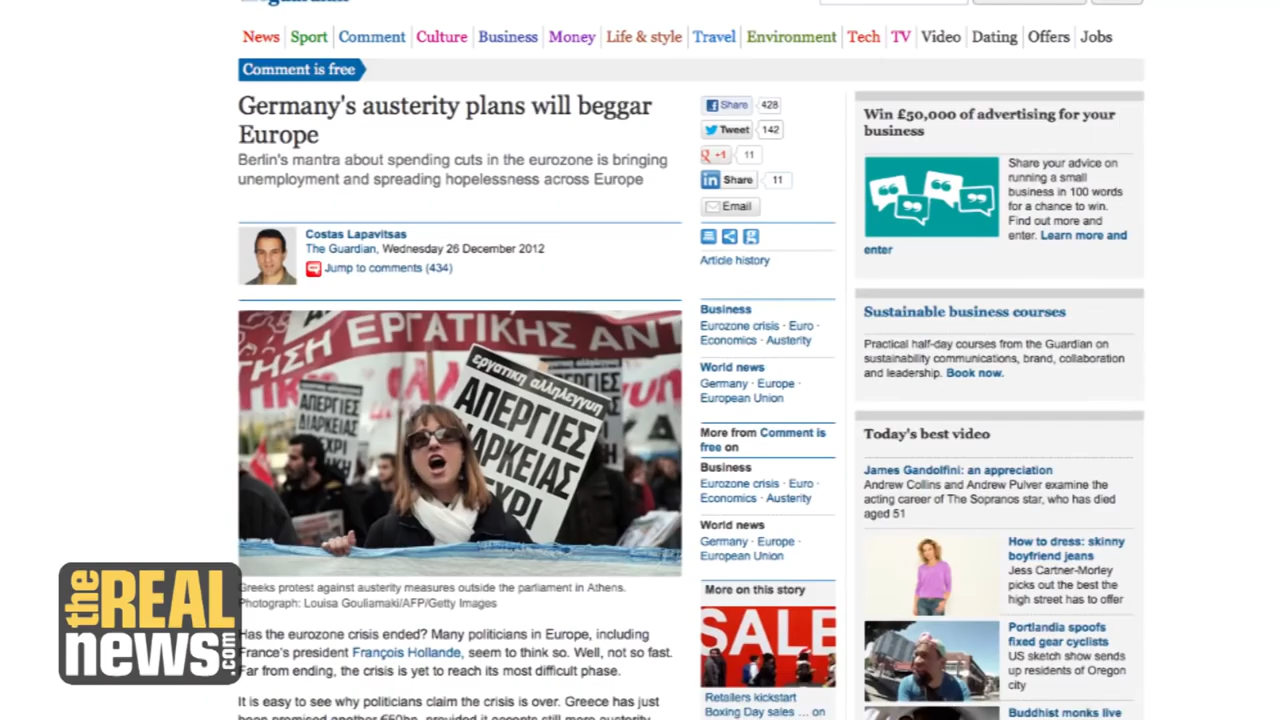 News Sport Comment Culture Business Money Life & style Travel Environment Tech TV Video Dating Offers Jobs
Comment is free
Germany's austerity plans will beggar
Europe
Berlin's mantra about spending cuts in the eurozone is bringing
unemployment and spreading hopelessness across Europe
Costas Lapavitsas
The Guardian, Wednesday 26 December 2012
Jump to comments (434)
ΤΗΣΗ ΕΡΓΑΤΙΚΗΣ ΑΝΤ
εργατικη αλληλεγγυη
ΑΠΕΡΓΙΕΣ
ΔΙΑΡΚΕΙΑΣ
ΑΠΕΡΓΙΕΣ
ΔΙΑΡΚΕΙΑΣ
Greeks protest against austerity measures outside the parliament in Athens.
Photograph: Louisa Gouliamaki/AFP/Getty Images
Has the eurozone crisis ended? Many politicians in Europe, including
France's president François Hollande, seem to think so. Well, not so fast.
Far from ending, the crisis is yet to reach its most difficult phase.
It is easy to see why politicians claim the crisis is over. Greece has just
been promised another €50bn, provided it accepts still more austerity
Share 428
Tweet 142
+1 11
in Share 11
Email
Article history
Business
Eurozone crisis · Euro ·
Economics · Austerity
World news
Germany · Europe ·
European Union
More from Comment is
free on
Business
Eurozone crisis · Euro ·
Economics · Austerity
World news
Germany · Europe ·
European Union
More on this story
SALE
Retailers kickstart
Boxing Day sales ... on
Win £50,000 of advertising for your
business
Share your advice on
running a small
business in 100 words
for a chance to win.
Find out more and
enter. Learn more and
enter
Sustainable business courses
Practical half-day courses from the Guardian on
sustainability communications, brand, collaboration
and leadership. Book now.
Today's best video
James Gandolfini: an appreciation
Andrew Collins and Andrew Pulver examine the
acting career of The Sopranos star, who has died
aged 51
How to dress: skinny
boyfriend jeans
Jess Cartner-Morley
picks out the best the
high street has to offer
Portlandia spoofs
fixed gear cyclists
US sketch show sends
up residents of Oregon
city
Buddhist monks live
the REAL
news.com